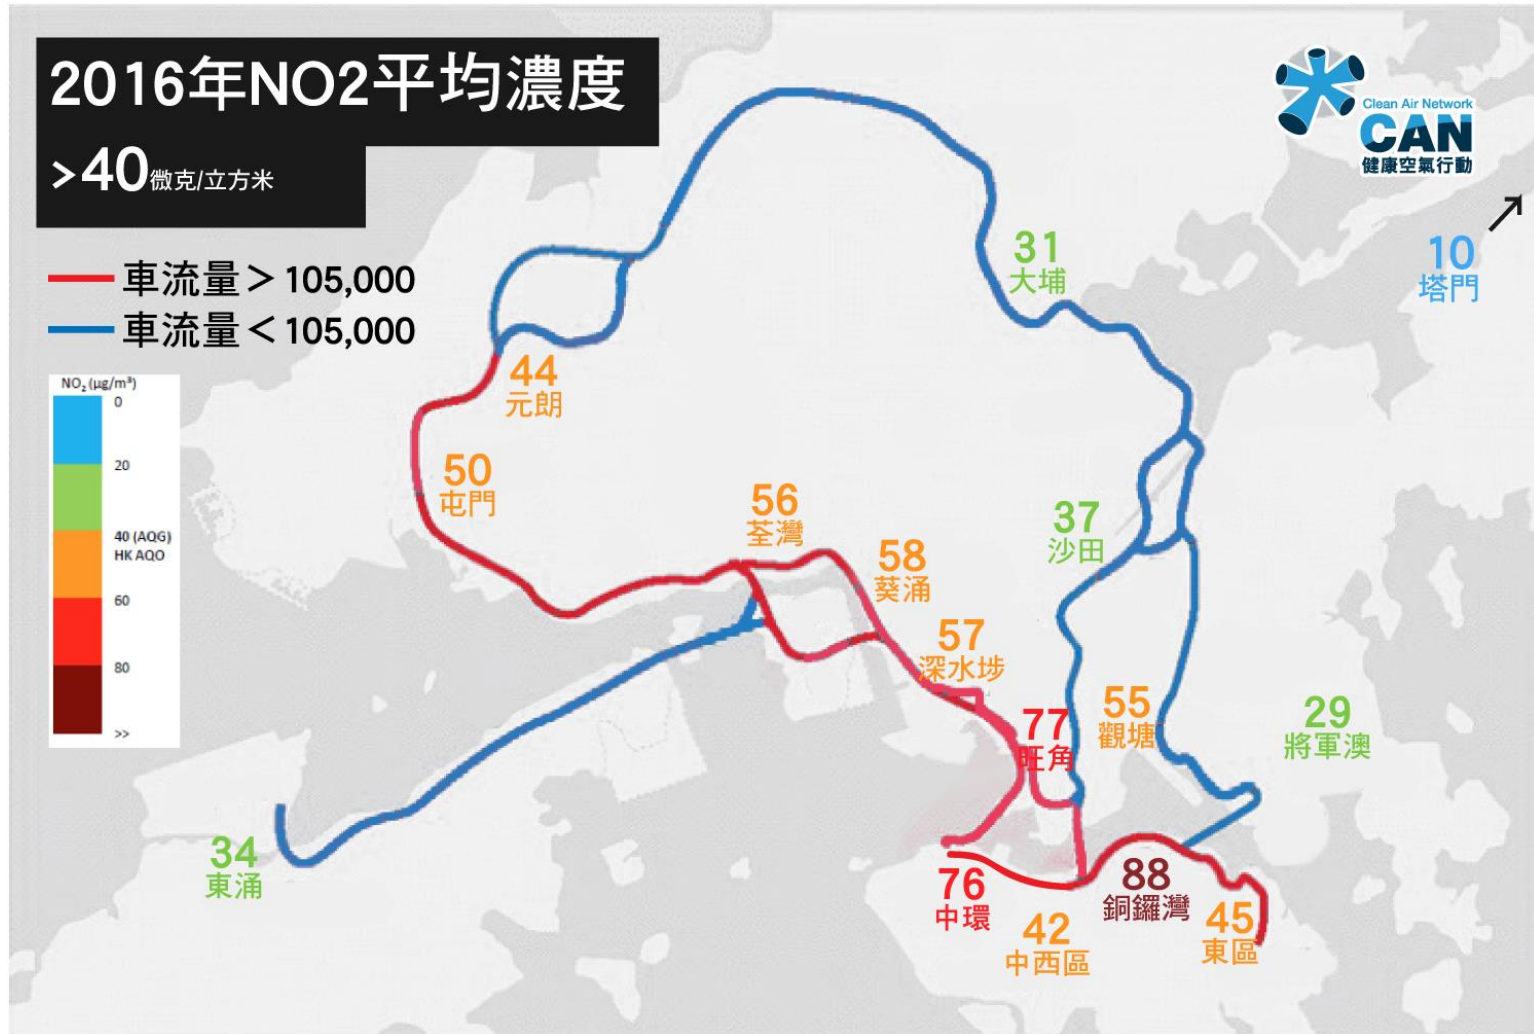 2016年NO2平均濃度
>40微克/立方米
車流量＞105,000
車流量＜105,000
NO₂ (µg/m³)
0
20
40 (AQG)
HK AQO
60
80
>>
Clean Air Network
CAN
健康空氣行動
10
塔門
31
大埔
44
元朗
50
屯門
56
荃灣
58
葵涌
37
沙田
57
深水埗
77
旺角
55
觀塘
29
將軍澳
34
東涌
76
中環
42
中西區
88
銅鑼灣
45
東區